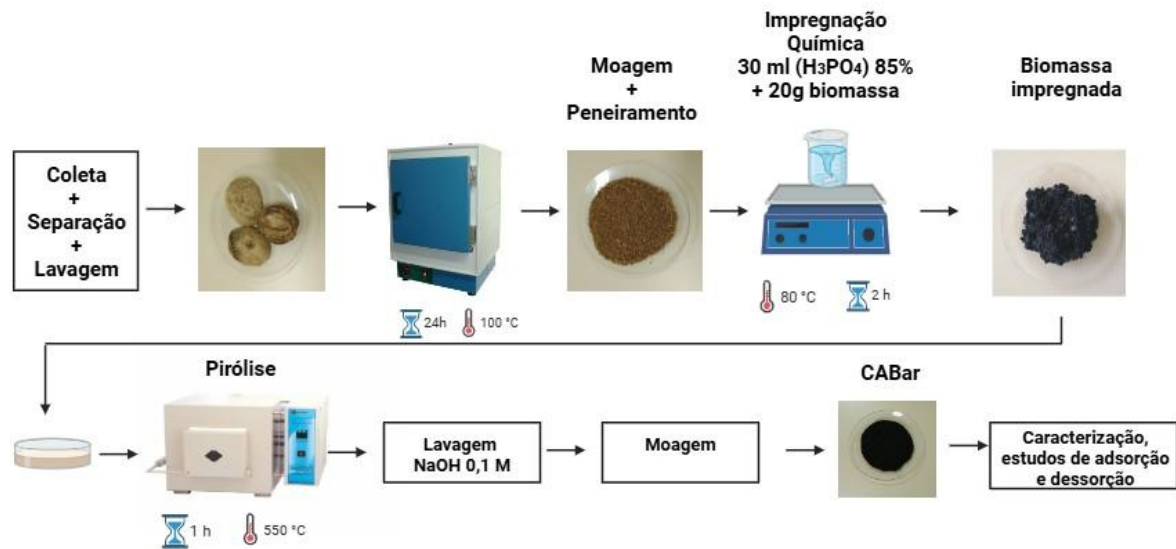 Coleta
+
Separação
+
Lavagem
24h
100 °C
Moagem
+
Peneiramento
Impregnação
Química
30 ml (H₃PO₄) 85%
+ 20g biomassa
80 °C
2 h
Biomassa
impregnada
Pirólise
1 h
550 °C
Lavagem
NaOH 0,1 M
Moagem
CABar
Caracterização,
estudos de adsorção
e dessorção